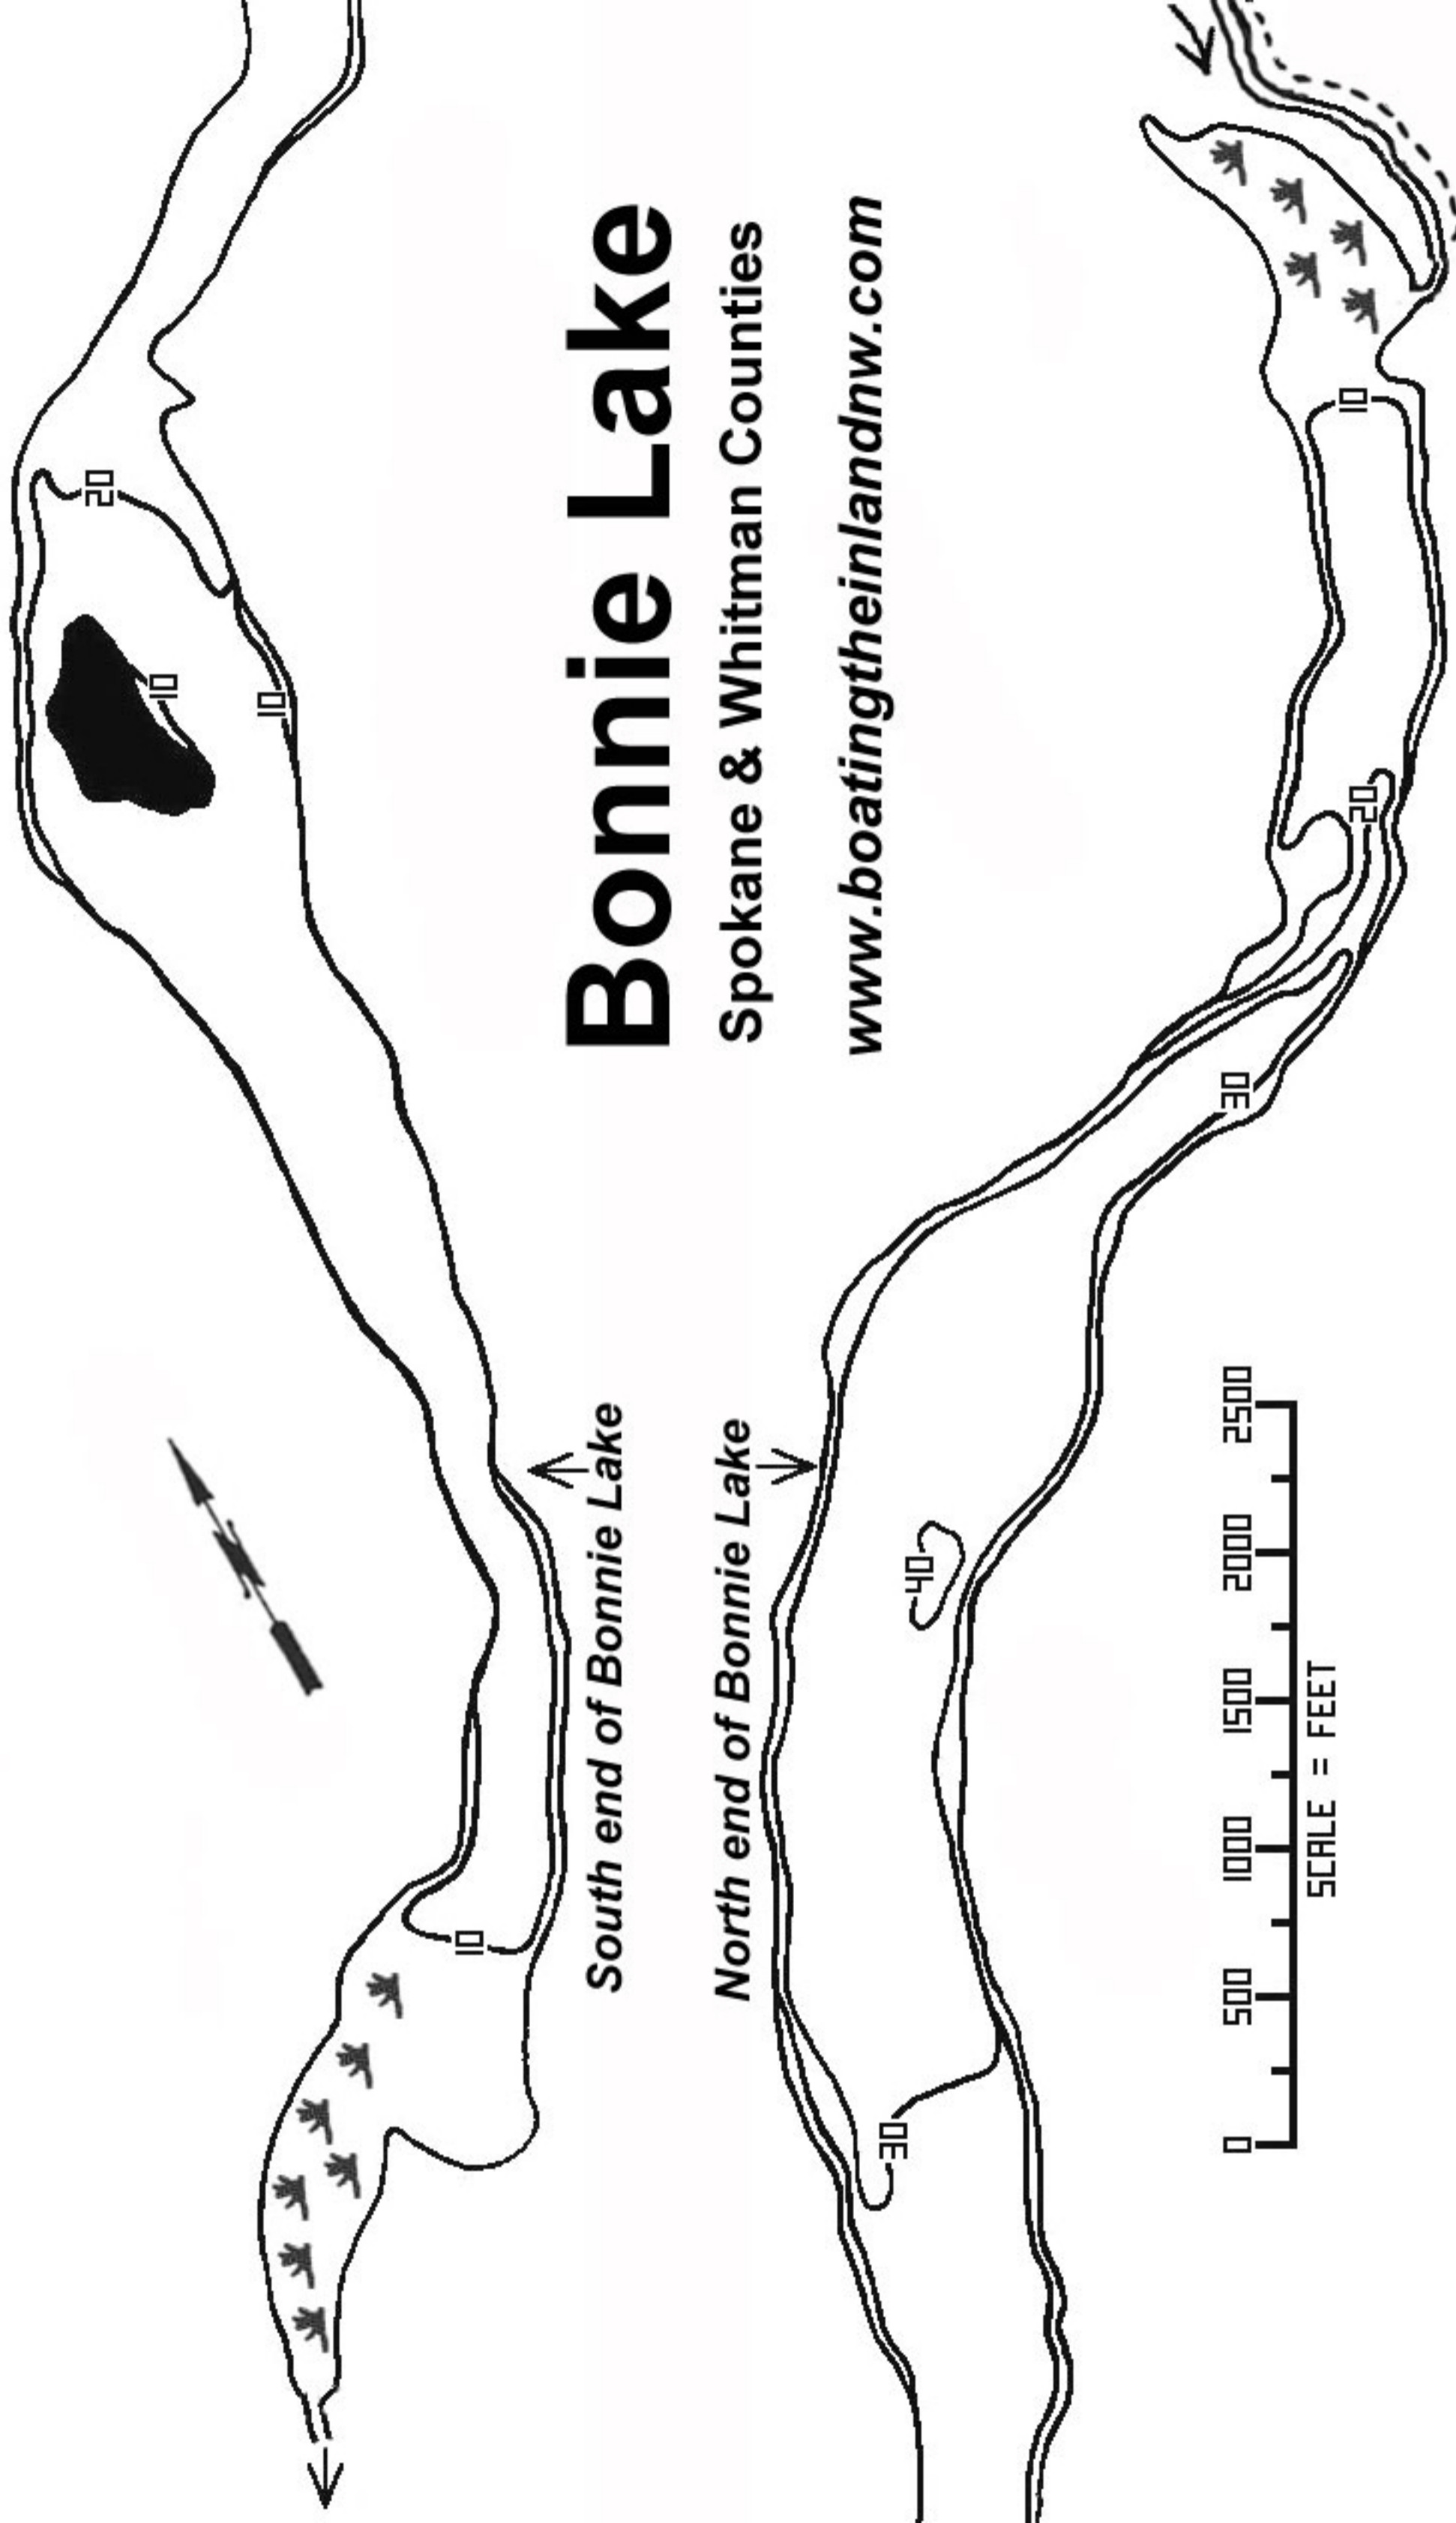 20
10
10
10
Bonnie Lake
Spokane & Whitman Counties
www.boatingtheinlandnw.com
N
South end of Bonnie Lake
North end of Bonnie Lake
10
20
30
40
30
0 500 1000 1500 2000 2500
SCALE = FEET